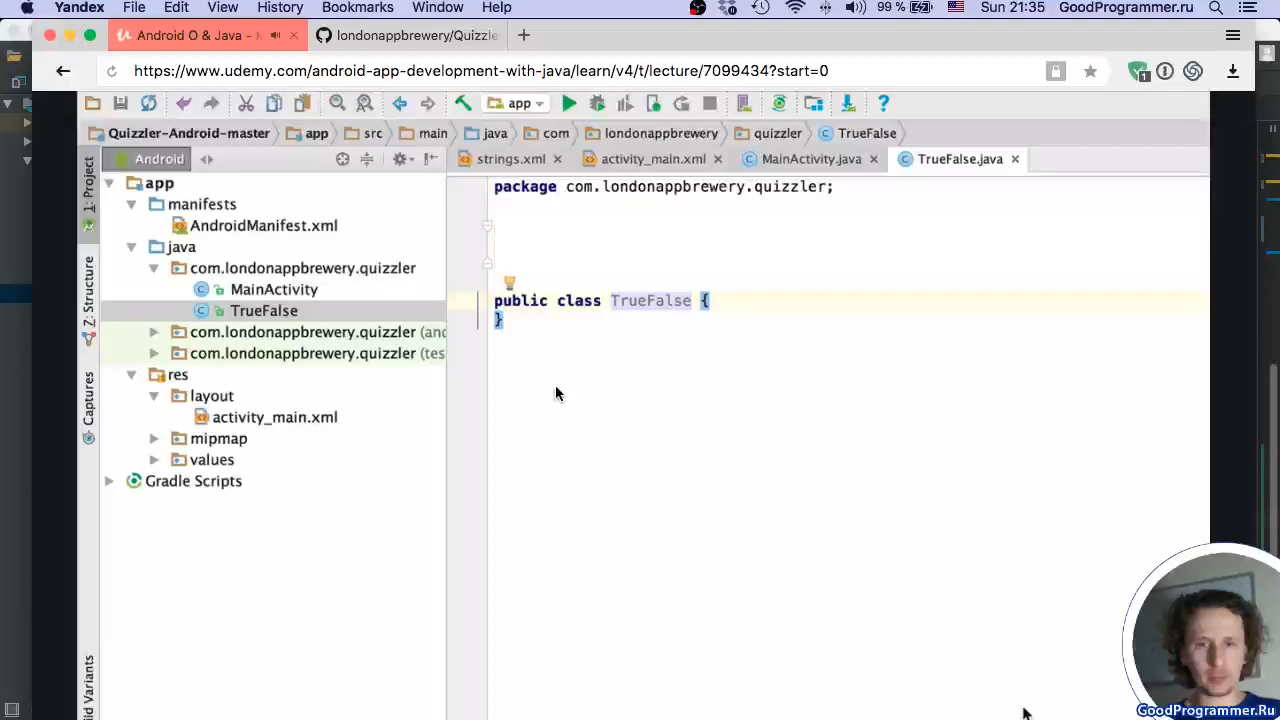 Yandex File Edit View History Bookmarks Window Help 99 % Sun 21:35 GoodProgrammer.ru
Android O & Java - londonappbrewery/Quizzle
https://www.udemy.com/android-app-development-with-java/learn/v4/t/lecture/7099434?start=0 1
app ?
Quizzler-Android-master app src main java com londonappbrewery quizzler TrueFalse
Android strings.xml activity_main.xml MainActivity.java TrueFalse.java
1: Project
Z: Structure
Captures
ild Variants
app
manifests
AndroidManifest.xml
java
com.londonappbrewery.quizzler
MainActivity
TrueFalse
com.londonappbrewery.quizzler (and
com.londonappbrewery.quizzler (tes
res
layout
activity_main.xml
mipmap
values
Gradle Scripts
package com.londonappbrewery.quizzler;
public class TrueFalse {
}
GoodProgrammer.Ru